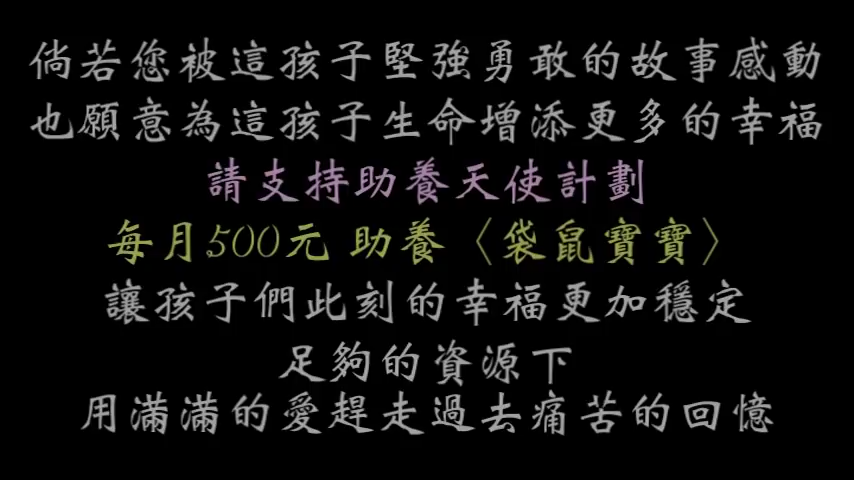 倘若您被這孩子堅強勇敢的故事感動
也願意為這孩子生命增添更多的幸福
請支持助養天使計劃
每月500元 助養〈袋鼠寶寶〉
讓孩子們此刻的幸福更加穩定
足夠的資源下
用滿滿的愛趕走過去痛苦的回憶